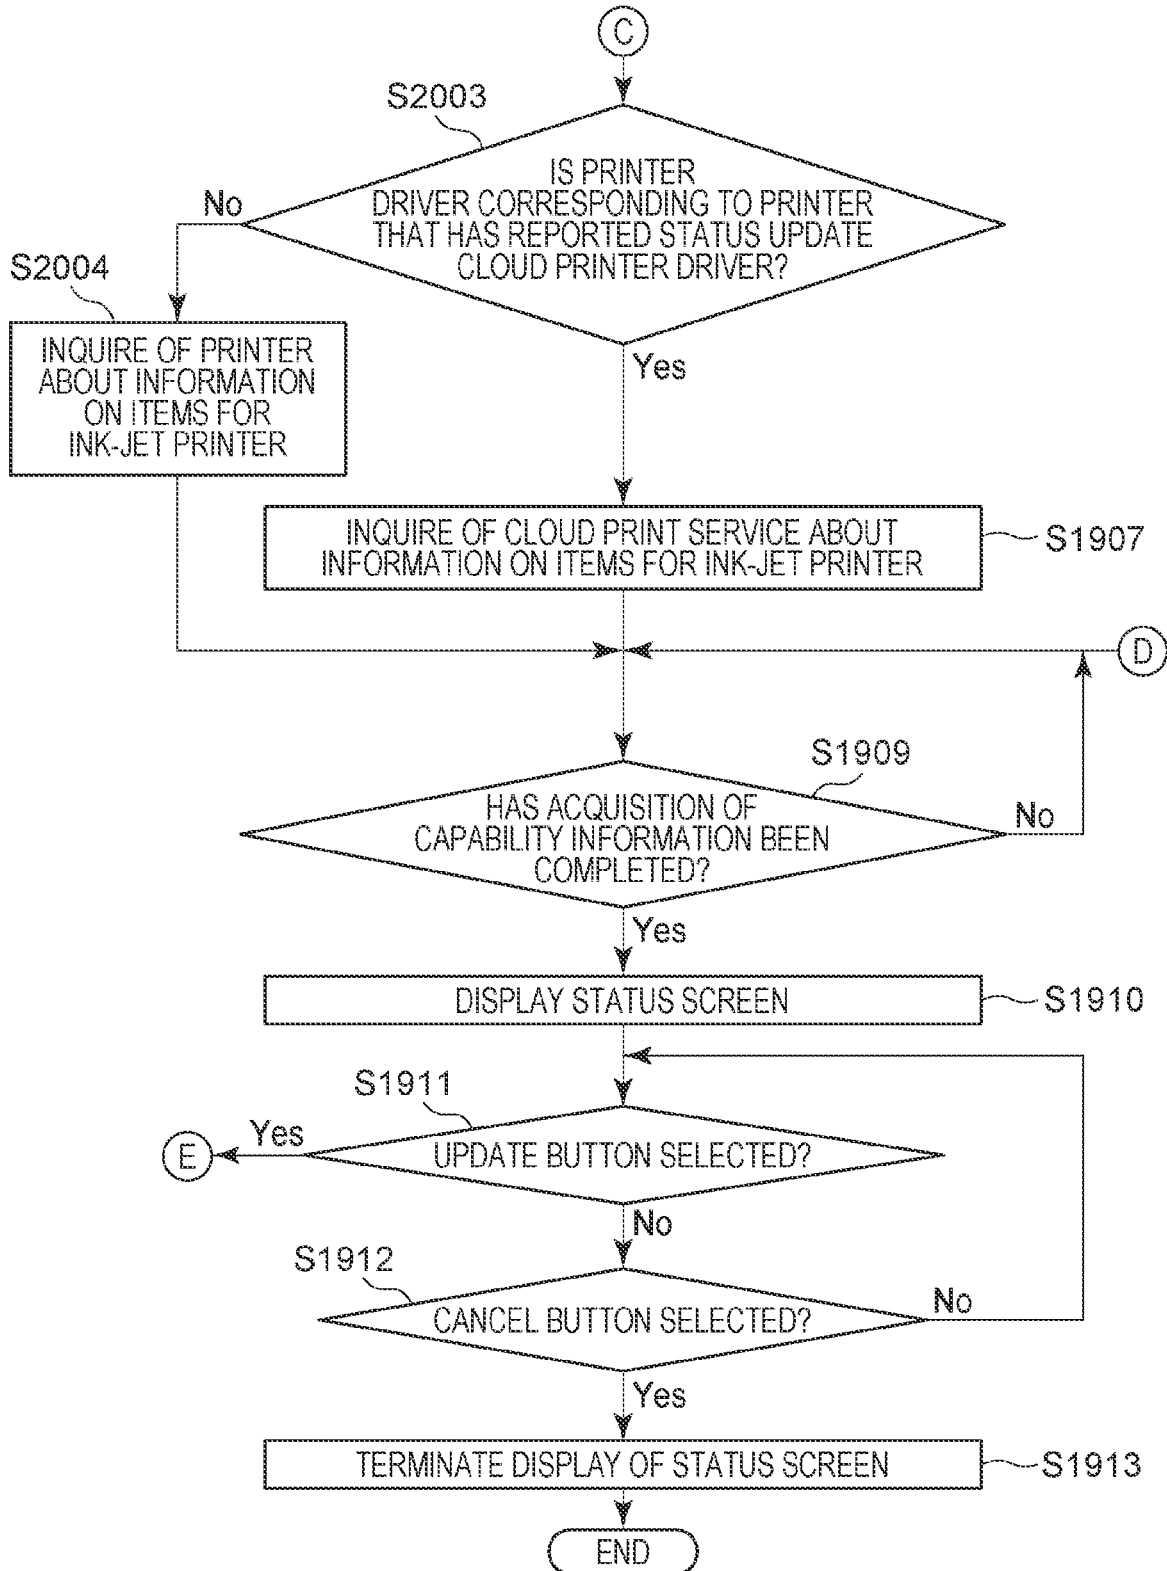 C
S2003
IS PRINTER
DRIVER CORRESPONDING TO PRINTER
THAT HAS REPORTED STATUS UPDATE
CLOUD PRINTER DRIVER?
No
Yes
S2004
INQUIRE OF PRINTER
ABOUT INFORMATION
ON ITEMS FOR
INK-JET PRINTER
INQUIRE OF CLOUD PRINT SERVICE ABOUT
INFORMATION ON ITEMS FOR INK-JET PRINTER
S1907
D
S1909
HAS ACQUISITION OF
CAPABILITY INFORMATION BEEN
COMPLETED?
No
Yes
DISPLAY STATUS SCREEN
S1910
S1911
Yes
E
UPDATE BUTTON SELECTED?
No
S1912
CANCEL BUTTON SELECTED?
No
Yes
TERMINATE DISPLAY OF STATUS SCREEN
S1913
END